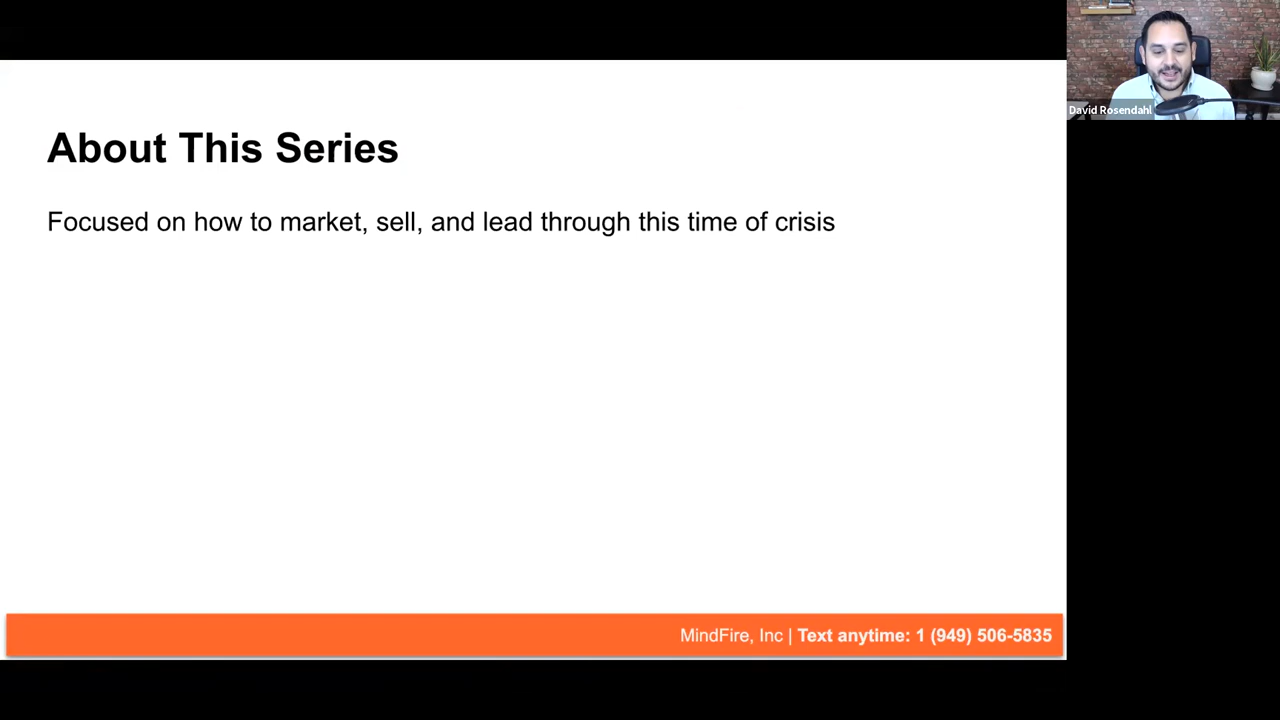 About This Series
Focused on how to market, sell, and lead through this time of crisis
David Rosendahl
MindFire, Inc | Text anytime: 1 (949) 506-5835